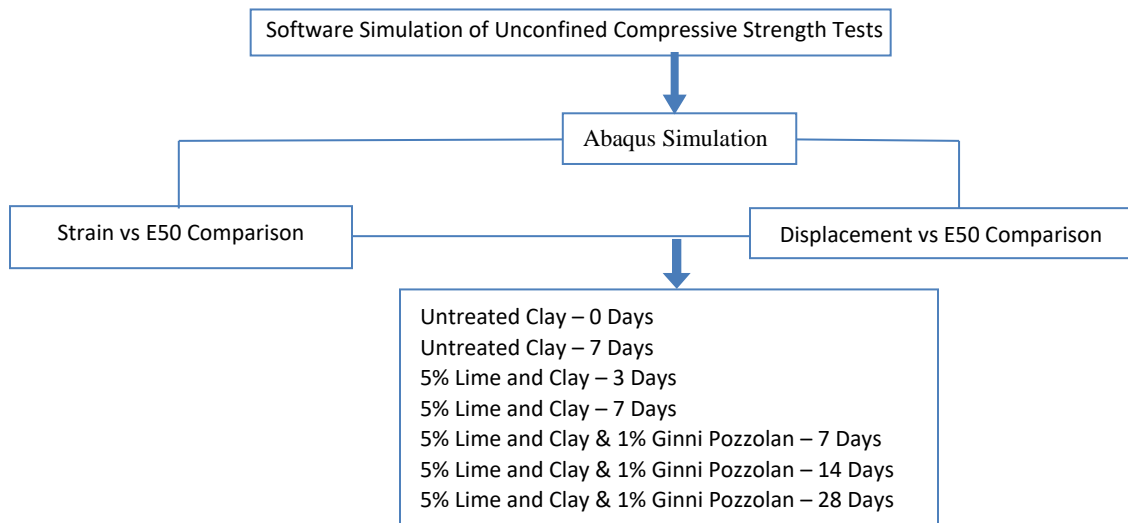 Software Simulation of Unconfined Compressive Strength Tests
Abaqus Simulation
Strain vs E50 Comparison
Displacement vs E50 Comparison
Untreated Clay – 0 Days
Untreated Clay – 7 Days
5% Lime and Clay – 3 Days
5% Lime and Clay – 7 Days
5% Lime and Clay & 1% Ginni Pozzolan – 7 Days
5% Lime and Clay & 1% Ginni Pozzolan – 14 Days
5% Lime and Clay & 1% Ginni Pozzolan – 28 Days